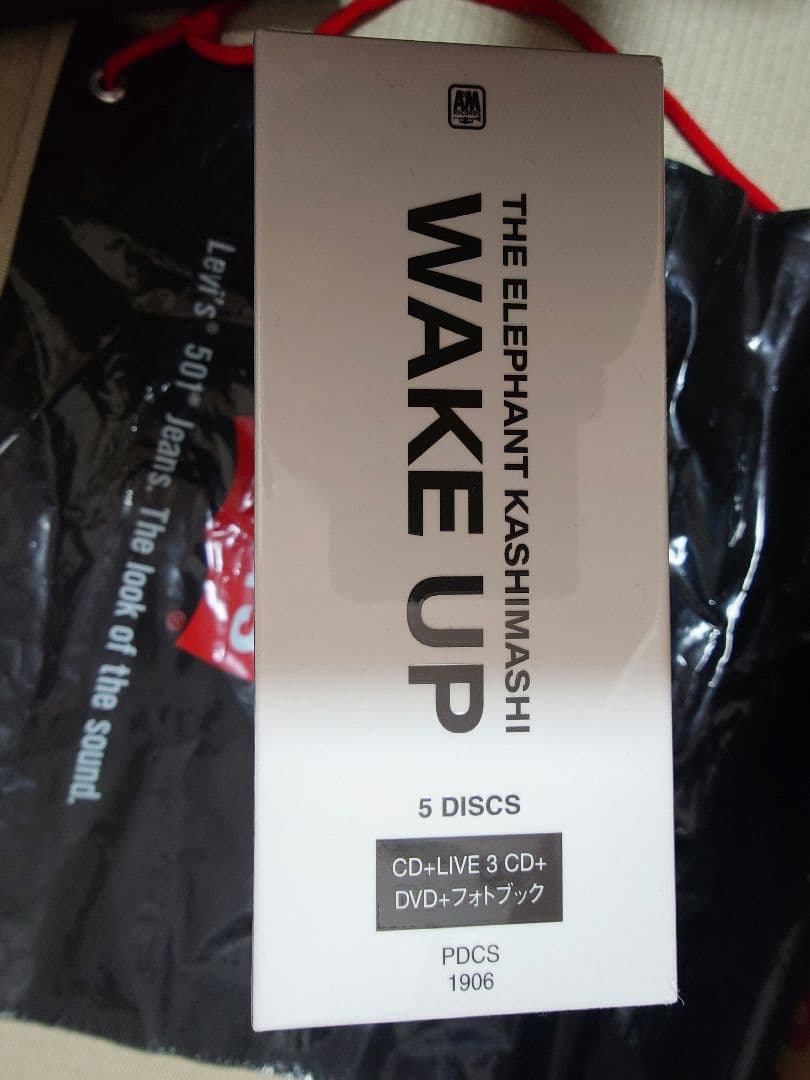 A&M
RECORDS
THE ELEPHANT KASHIMASHI
WAKE UP
5 DISCS
CD+LIVE 3 CD+
DVD+フォトブック
PDCS
1906
Levi's® 501® Jeans. The look of the sound.
®